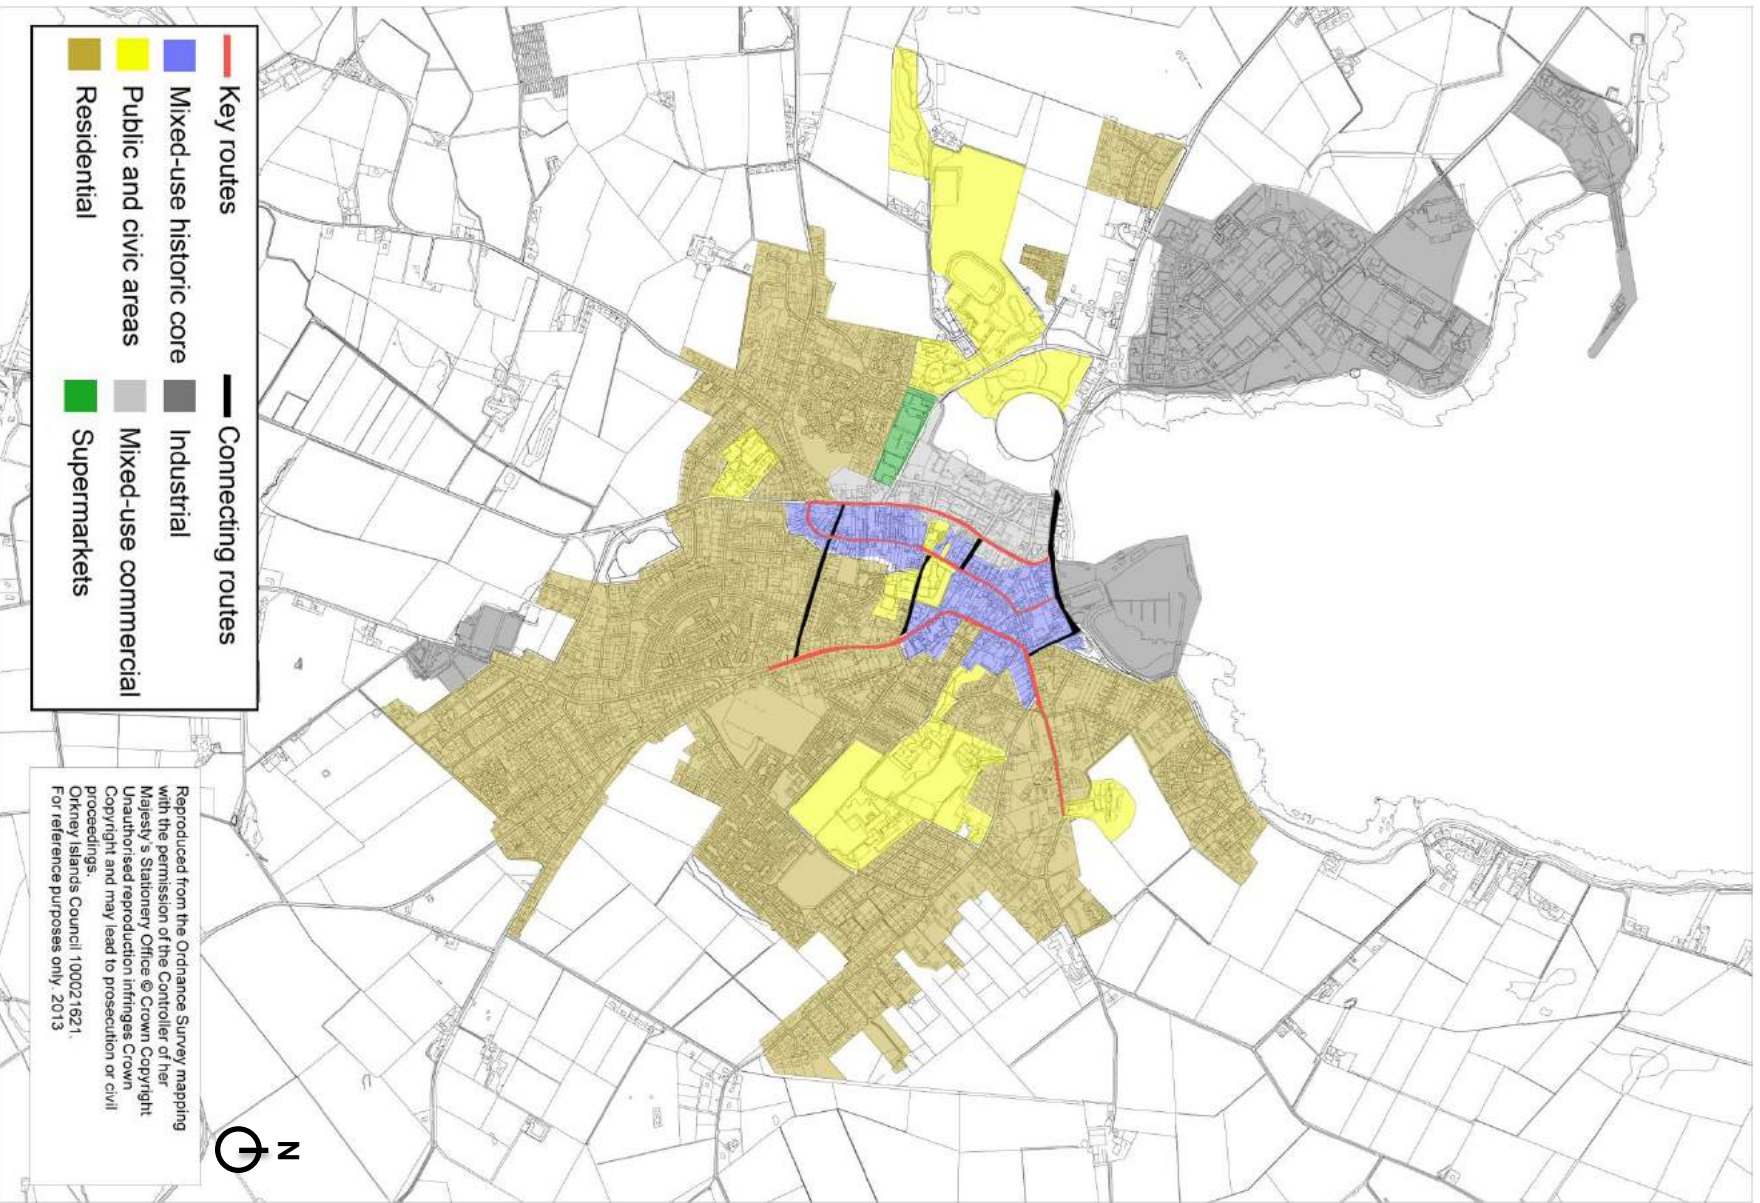 Key routes
Mixed-use historic core
Public and civic areas
Residential
Connecting routes
Industrial
Mixed-use commercial
Supermarkets
Reproduced from the Ordnance Survey mapping
with the permission of the Controller of her
Majesty's Stationery Office © Crown Copyright
Unauthorised reproduction infringes Crown
Copyright and may lead to prosecution or civil
proceedings.
Orkney Islands Council 100021621.
For reference purposes only. 2013
N